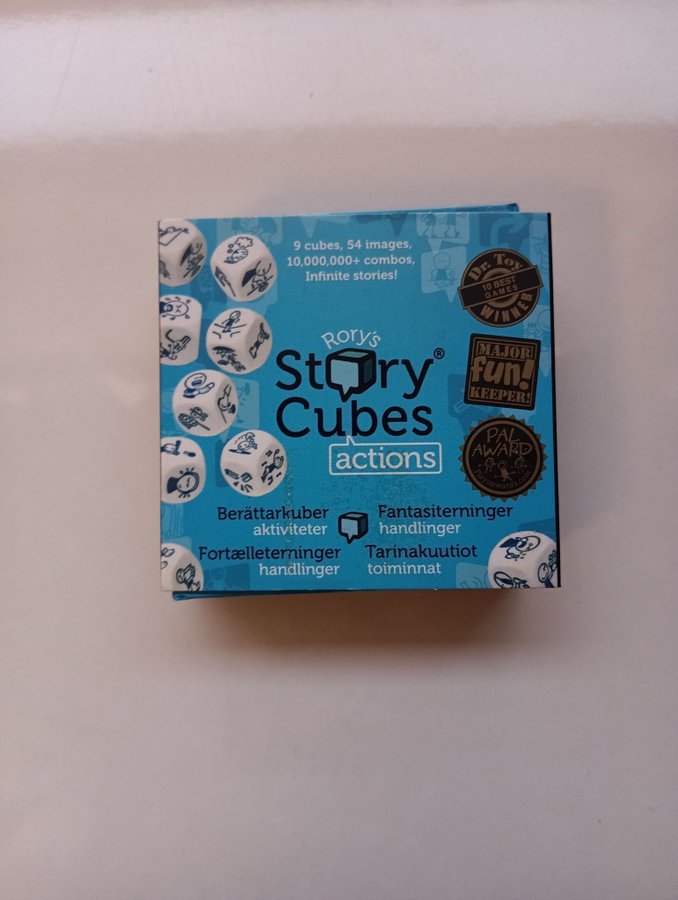 9 cubes, 54 images,
10,000,000+ combos,
Infinite stories!
Rory's
Story®
Cubes
actions
Dr. Toy
10 BEST
GAMES
WINNER
MAJOR
fun!
KEEPER!
PAL
AWARD
Berättarkuber
aktiviteter
Fantasiterninger
handlinger
Fortælleterninger
handlinger
Tarinakuutiot
toiminnat